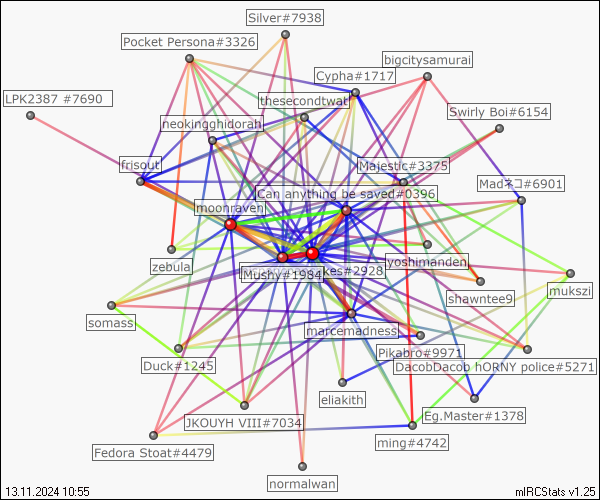 Silver#7938
Pocket Persona#3326
bigcitysamurai
Cypha#1717
LPK2387 #7690
thesecondtwat
Swirly Boi#6154
neokingghidorah
frisout
Majestic#3375
Madネコ#6901
Can anything be saved#0396
moonraven
yoshimanden
zebula
Mushy#1984
kes#2928
mukszi
shawntee9
somass
marcemadness
Pikabro#9971
Duck#1245
DacobDacob hORNY police#5271
eliakith
Eg.Master#1378
JKOUYH VIII#7034
ming#4742
Fedora Stoat#4479
normalwan
13.11.2024 10:55
mIRCStats v1.25